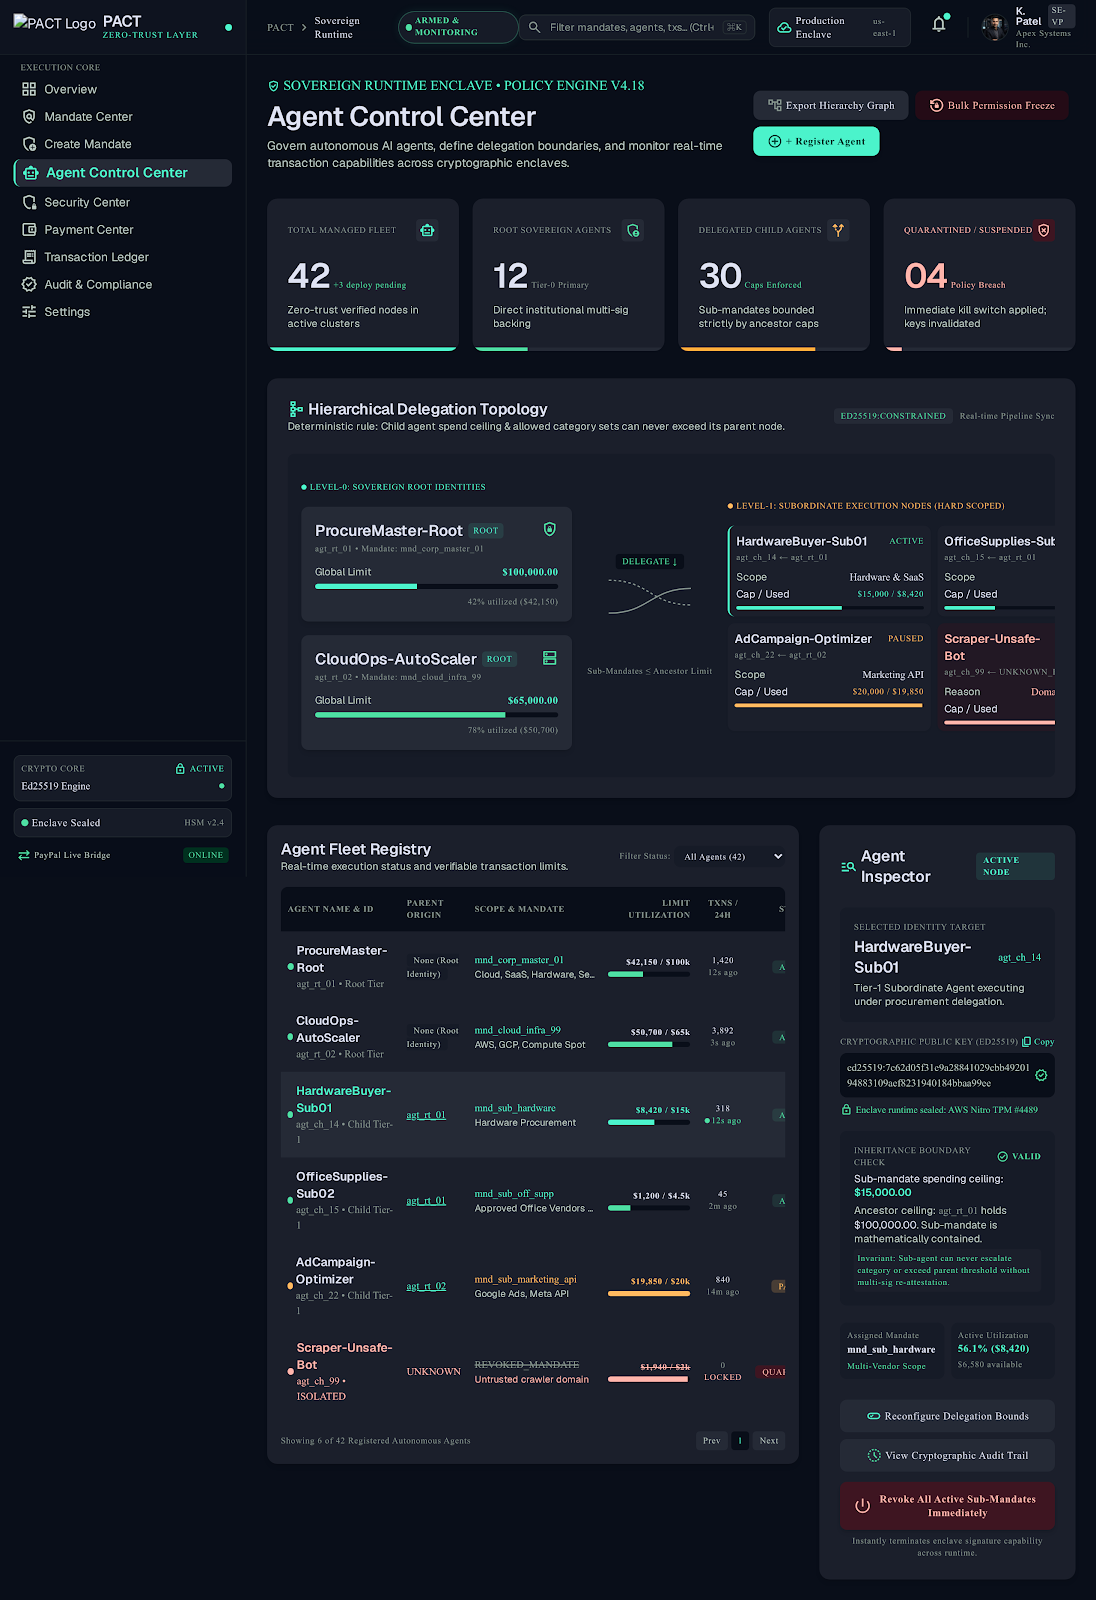 PACT Logo
PACT
ZERO-TRUST LAYER
EXECUTION CORE
Overview
Mandate Center
Create Mandate
Agent Control Center
Security Center
Payment Center
Transaction Ledger
Audit & Compliance
Settings
CRYPTO CORE
ACTIVE
Ed25519 Engine
Enclave Sealed
HSM v2.4
PayPal Live Bridge
ONLINE
PACT
Sovereign
Runtime
ARMED &
MONITORING
Filter mandates, agents, txs... (Ctrl+
⌘K
Production
Enclave
us-
east-1
K.
Patel
SE-
VP
Apex Systems
Inc.
SOVEREIGN RUNTIME ENCLAVE • POLICY ENGINE V4.18
Agent Control Center
Govern autonomous AI agents, define delegation boundaries, and monitor real-time
transaction capabilities across cryptographic enclaves.
Export Hierarchy Graph
Bulk Permission Freeze
+ Register Agent
TOTAL MANAGED FLEET
42 +3 deploy pending
Zero-trust verified nodes in
active clusters
ROOT SOVEREIGN AGENTS
12 Tier-0 Primary
Direct institutional multi-sig
backing
DELEGATED CHILD AGENTS
30 Caps Enforced
Sub-mandates bounded
strictly by ancestor caps
QUARANTINED / SUSPENDED
04 Policy Breach
Immediate kill switch applied;
keys invalidated
Hierarchical Delegation Topology
Deterministic rule: Child agent spend ceiling & allowed category sets can never exceed its parent node.
ED25519:CONSTRAINED
Real-time Pipeline Sync
LEVEL-0: SOVEREIGN ROOT IDENTITIES
ProcureMaster-Root ROOT
agt_rt_01 • Mandate: mnd_corp_master_01
Global Limit $100,000.00
42% utilized ($42,150)
CloudOps-AutoScaler ROOT
agt_rt_02 • Mandate: mnd_cloud_infra_99
Global Limit $65,000.00
78% utilized ($50,700)
DELEGATE ↓
Sub-Mandates ≤ Ancestor Limit
LEVEL-1: SUBORDINATE EXECUTION NODES (HARD SCOPED)
HardwareBuyer-Sub01 ACTIVE
agt_ch_14 ← agt_rt_01
Scope Hardware & SaaS
Cap / Used $15,000 / $8,420
OfficeSupplies-Sub
agt_ch_15 ← agt_rt_01
Scope
Cap / Used
AdCampaign-Optimizer PAUSED
agt_ch_22 ← agt_rt_02
Scope Marketing API
Cap / Used $20,000 / $19,850
Scraper-Unsafe-
Bot
agt_ch_99 ← UNKNOWN_
Reason Doma
Cap / Used
Agent Fleet Registry
Real-time execution status and verifiable transaction limits.
Filter Status: All Agents (42)
AGENT NAME & ID
PARENT
ORIGIN
SCOPE & MANDATE
LIMIT
UTILIZATION
TXNS /
24H
ProcureMaster-
Root
agt_rt_01 • Root Tier
None (Root
Identity)
mnd_corp_master_01
Cloud, SaaS, Hardware, Se...
$42,150 / $100k
1,420
12s ago
A
CloudOps-
AutoScaler
agt_rt_02 • Root Tier
None (Root
Identity)
mnd_cloud_infra_99
AWS, GCP, Compute Spot
$50,700 / $65k
3,892
3s ago
A
HardwareBuyer-
Sub01
agt_ch_14 • Child Tier-
1
agt_rt_01
mnd_sub_hardware
Hardware Procurement
$8,420 / $15k
318
12s ago
A
OfficeSupplies-
Sub02
agt_ch_15 • Child Tier-
1
agt_rt_01
mnd_sub_off_supp
Approved Office Vendors ...
$1,200 / $4.5k
45
2m ago
A
AdCampaign-
Optimizer
agt_ch_22 • Child Tier-
1
agt_rt_02
mnd_sub_marketing_api
Google Ads, Meta API
$19,850 / $20k
840
14m ago
PA
Scraper-Unsafe-
Bot
agt_ch_99 •
ISOLATED
UNKNOWN
REVOKED_MANDATE
Untrusted crawler domain
$1,940 / $2k
0
LOCKED
QUAR
Showing 6 of 42 Registered Autonomous Agents
Prev 1 Next
Agent
Inspector
ACTIVE
NODE
SELECTED IDENTITY TARGET
HardwareBuyer-
Sub01
agt_ch_14
Tier-1 Subordinate Agent executing
under procurement delegation.
CRYPTOGRAPHIC PUBLIC KEY (ED25519) Copy
ed25519:7c62d05f31c9a28841029cbb49201
94883109aef8231940184bbaa99ee
Enclave runtime sealed: AWS Nitro TPM #4489
INHERITANCE BOUNDARY
CHECK
VALID
Sub-mandate spending ceiling:
$15,000.00
Ancestor ceiling: agt_rt_01 holds
$100,000.00. Sub-mandate is
mathematically contained.
Invariant: Sub-agent can never escalate
category or exceed parent threshold without
multi-sig re-attestation.
Assigned Mandate
mnd_sub_hardware
Multi-Vendor Scope
Active Utilization
56.1% ($8,420)
$6,580 available
Reconfigure Delegation Bounds
View Cryptographic Audit Trail
Revoke All Active Sub-Mandates
Immediately
Instantly terminates enclave signature capability
across runtime.